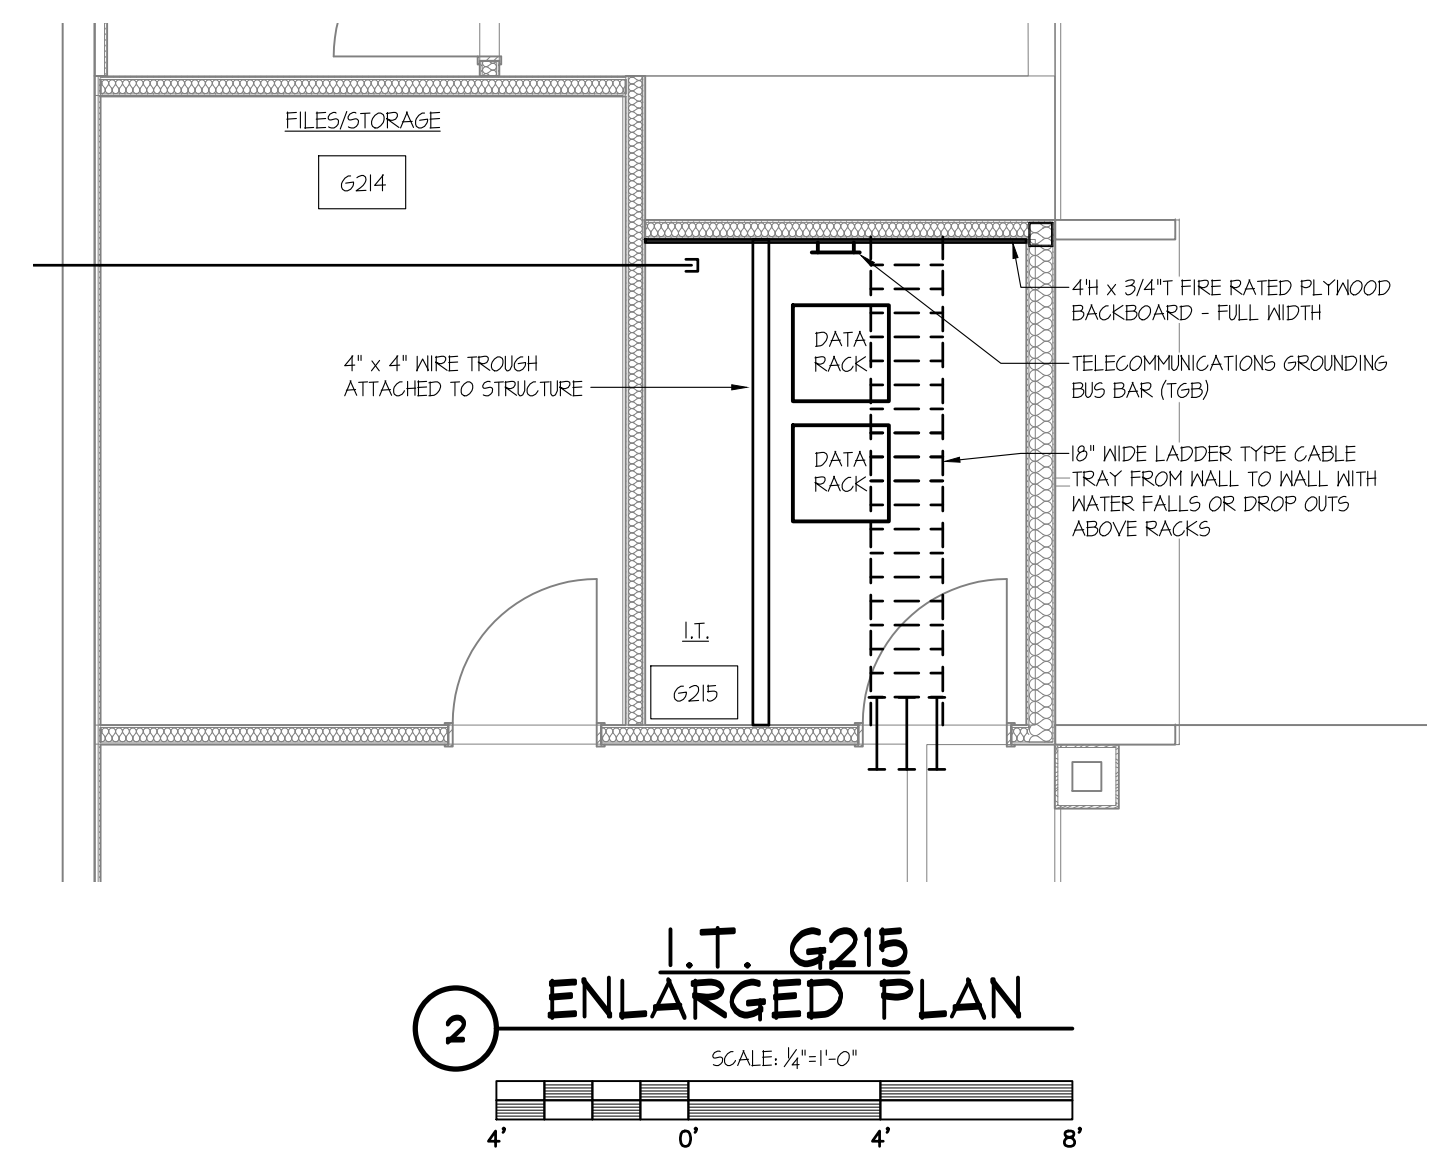 FILES/STORAGE
G214
4'H x 3/4"T FIRE RATED PLYWOOD
BACKBOARD - FULL WIDTH
DATA
RACK
4" x 4" WIRE TROUGH
ATTACHED TO STRUCTURE
TELECOMMUNICATIONS GROUNDING
BUS BAR (TGB)
DATA
RACK
18" WIDE LADDER TYPE CABLE
TRAY FROM WALL TO WALL WITH
WATER FALLS OR DROP OUTS
ABOVE RACKS
I.T.
G215
I.T. G215
ENLARGED PLAN
2
SCALE: 1/4"=1'-0"
4' 0' 4' 8'